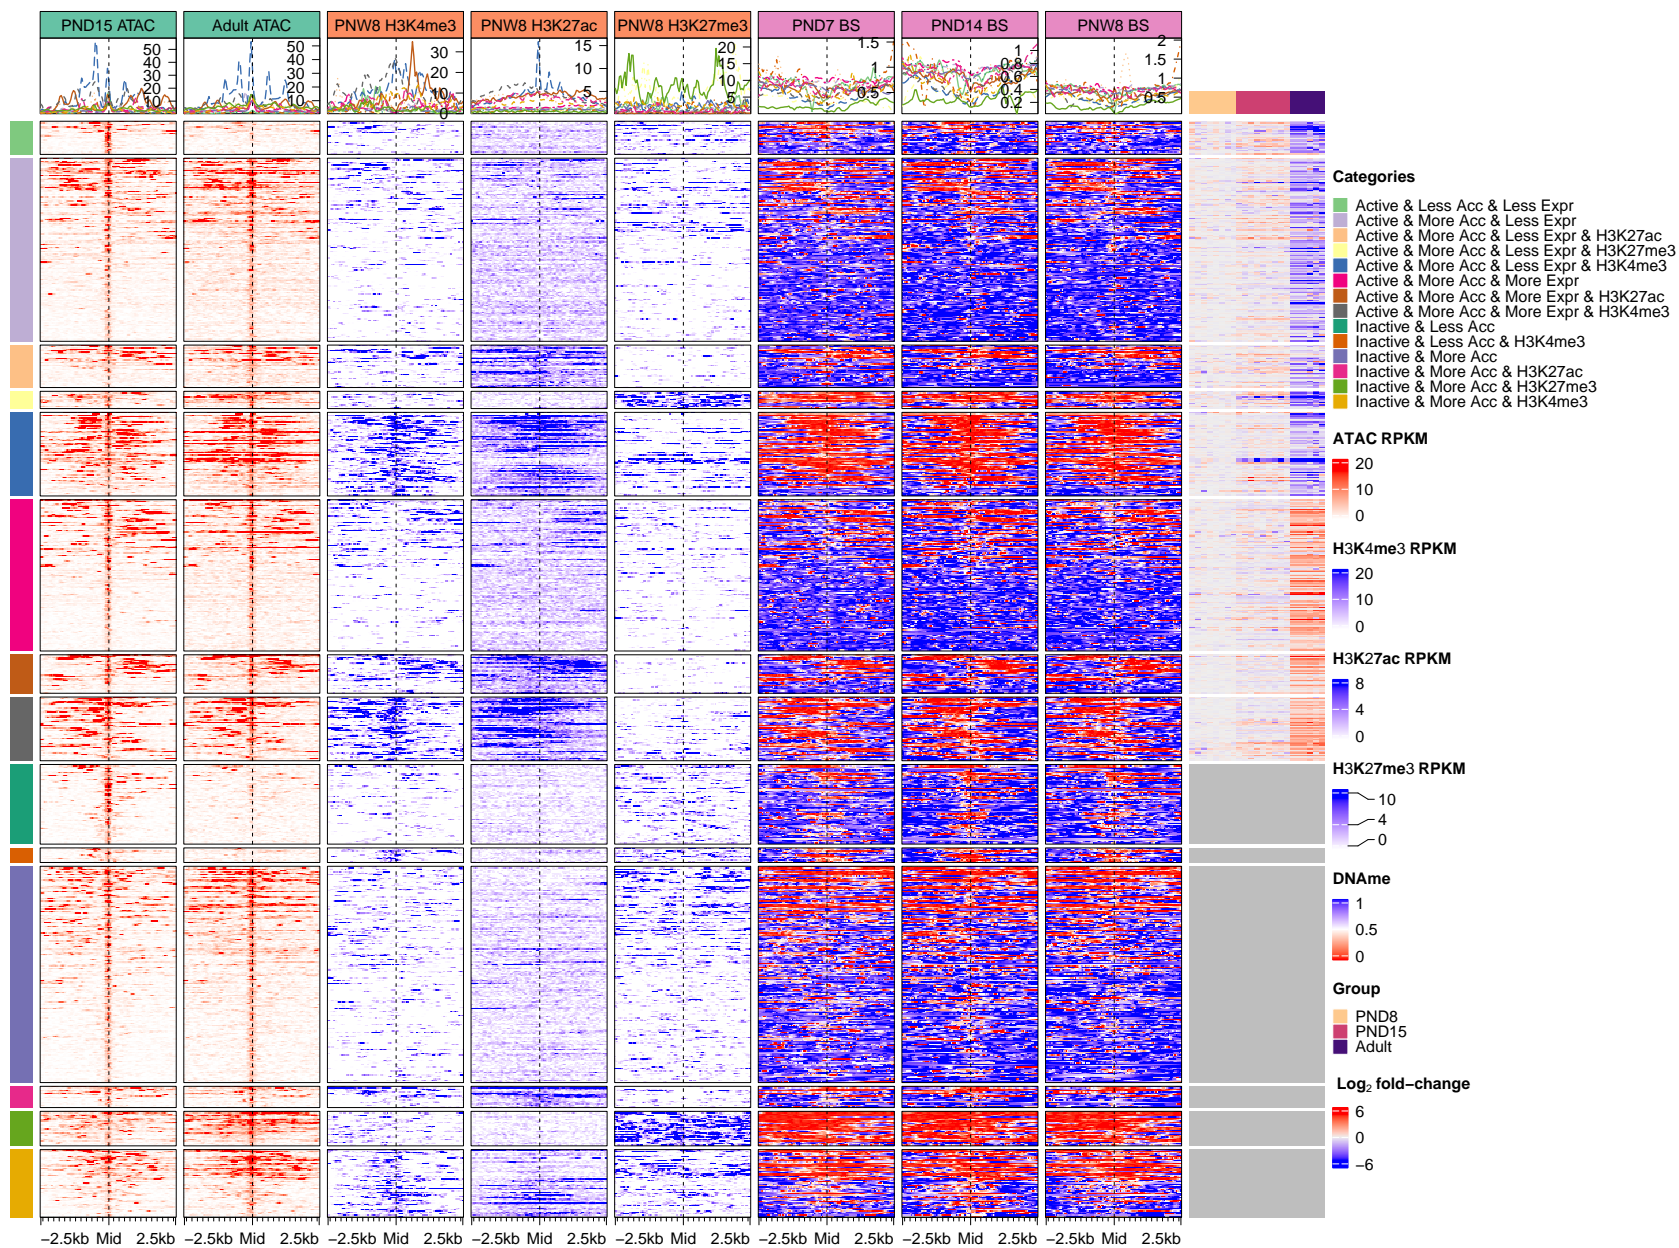 PND15 ATAC
Adult ATAC
PNW8 H3K4me3
PNW8 H3K27ac
PNW8 H3K27me3
PND7 BS
PND14 BS
PNW8 BS
50
40
30
20
10
50
40
30
20
10
30
20
10
0
15
10
5
20
15
10
5
1.5
1
0.5
1
0.8
0.6
0.4
0.2
2
1.5
1
0.5
Categories
Active & Less Acc & Less Expr
Active & More Acc & Less Expr
Active & More Acc & Less Expr & H3K27ac
Active & More Acc & Less Expr & H3K27me3
Active & More Acc & Less Expr & H3K4me3
Active & More Acc & More Expr
Active & More Acc & More Expr & H3K27ac
Active & More Acc & More Expr & H3K4me3
Inactive & Less Acc
Inactive & Less Acc & H3K4me3
Inactive & More Acc
Inactive & More Acc & H3K27ac
Inactive & More Acc & H3K27me3
Inactive & More Acc & H3K4me3
ATAC RPKM
20
10
0
H3K4me3 RPKM
20
10
0
H3K27ac RPKM
8
4
0
H3K27me3 RPKM
10
4
0
DNAme
1
0.5
0
Group
PND8
PND15
Adult
Log₂ fold−change
6
0
−6
−2.5kb Mid 2.5kb
−2.5kb Mid 2.5kb
−2.5kb Mid 2.5kb
−2.5kb Mid 2.5kb
−2.5kb Mid 2.5kb
−2.5kb Mid 2.5kb
−2.5kb Mid 2.5kb
−2.5kb Mid 2.5kb